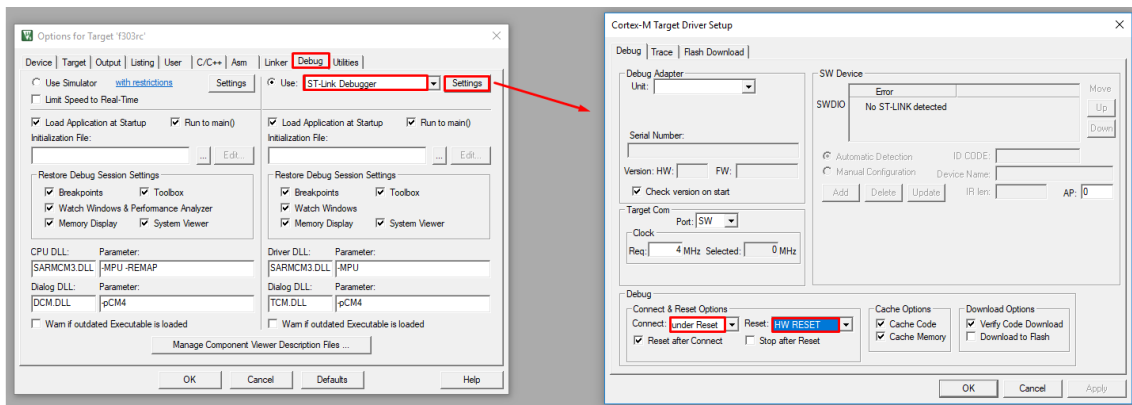 Options for Target 'f303rc'
Device Target Output Listing User C/C++ Asm Linker Debug Utilities
Use Simulator with restrictions Settings
Limit Speed to Real-Time
Use: ST-Link Debugger Settings
Load Application at Startup Run to main()
Initialization File:
... Edit...
Load Application at Startup Run to main()
Initialization File:
... Edit...
Restore Debug Session Settings
Breakpoints Toolbox
Watch Windows & Performance Analyzer
Memory Display System Viewer
Restore Debug Session Settings
Breakpoints Toolbox
Watch Windows
Memory Display System Viewer
CPU DLL: Parameter:
SARMCM3.DLL -MPU -REMAP
Dialog DLL: Parameter:
DCM.DLL -pCM4
Warn if outdated Executable is loaded
Driver DLL: Parameter:
SARMCM3.DLL -MPU
Dialog DLL: Parameter:
TCM.DLL -pCM4
Warn if outdated Executable is loaded
Manage Component Viewer Description Files ...
OK Cancel Defaults Help
Cortex-M Target Driver Setup
Debug Trace Flash Download
Debug Adapter
Unit:
Serial Number:
Version: HW: FW:
Check version on start
Target Com
Port: SW
Clock
Req: 4 MHz Selected: 0 MHz
SW Device
Error
SWDIO No ST-LINK detected
Move
Up
Down
Automatic Detection ID CODE:
Manual Configuration Device Name:
Add Delete Update IR len: AP: 0
Debug
Connect & Reset Options
Connect: under Reset Reset: HW RESET
Reset after Connect Stop after Reset
Cache Options
Cache Code
Cache Memory
Download Options
Verify Code Download
Download to Flash
OK Cancel Apply